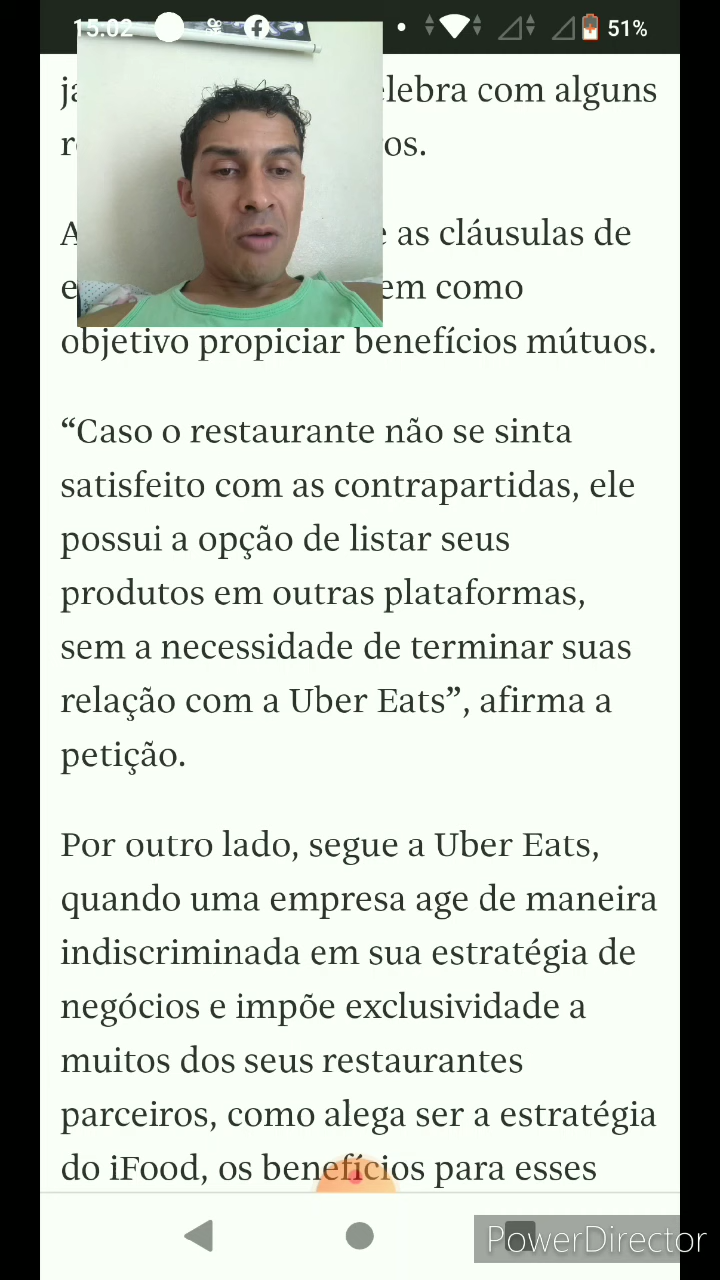 15:02
51%
elebra com alguns
os.
as cláusulas de
em como
objetivo propiciar benefícios mútuos.
“Caso o restaurante não se sinta
satisfeito com as contrapartidas, ele
possui a opção de listar seus
produtos em outras plataformas,
sem a necessidade de terminar suas
relação com a Uber Eats”, afirma a
petição.
Por outro lado, segue a Uber Eats,
quando uma empresa age de maneira
indiscriminada em sua estratégia de
negócios e impõe exclusividade a
muitos dos seus restaurantes
parceiros, como alega ser a estratégia
do iFood, os benefícios para esses
PowerDirector